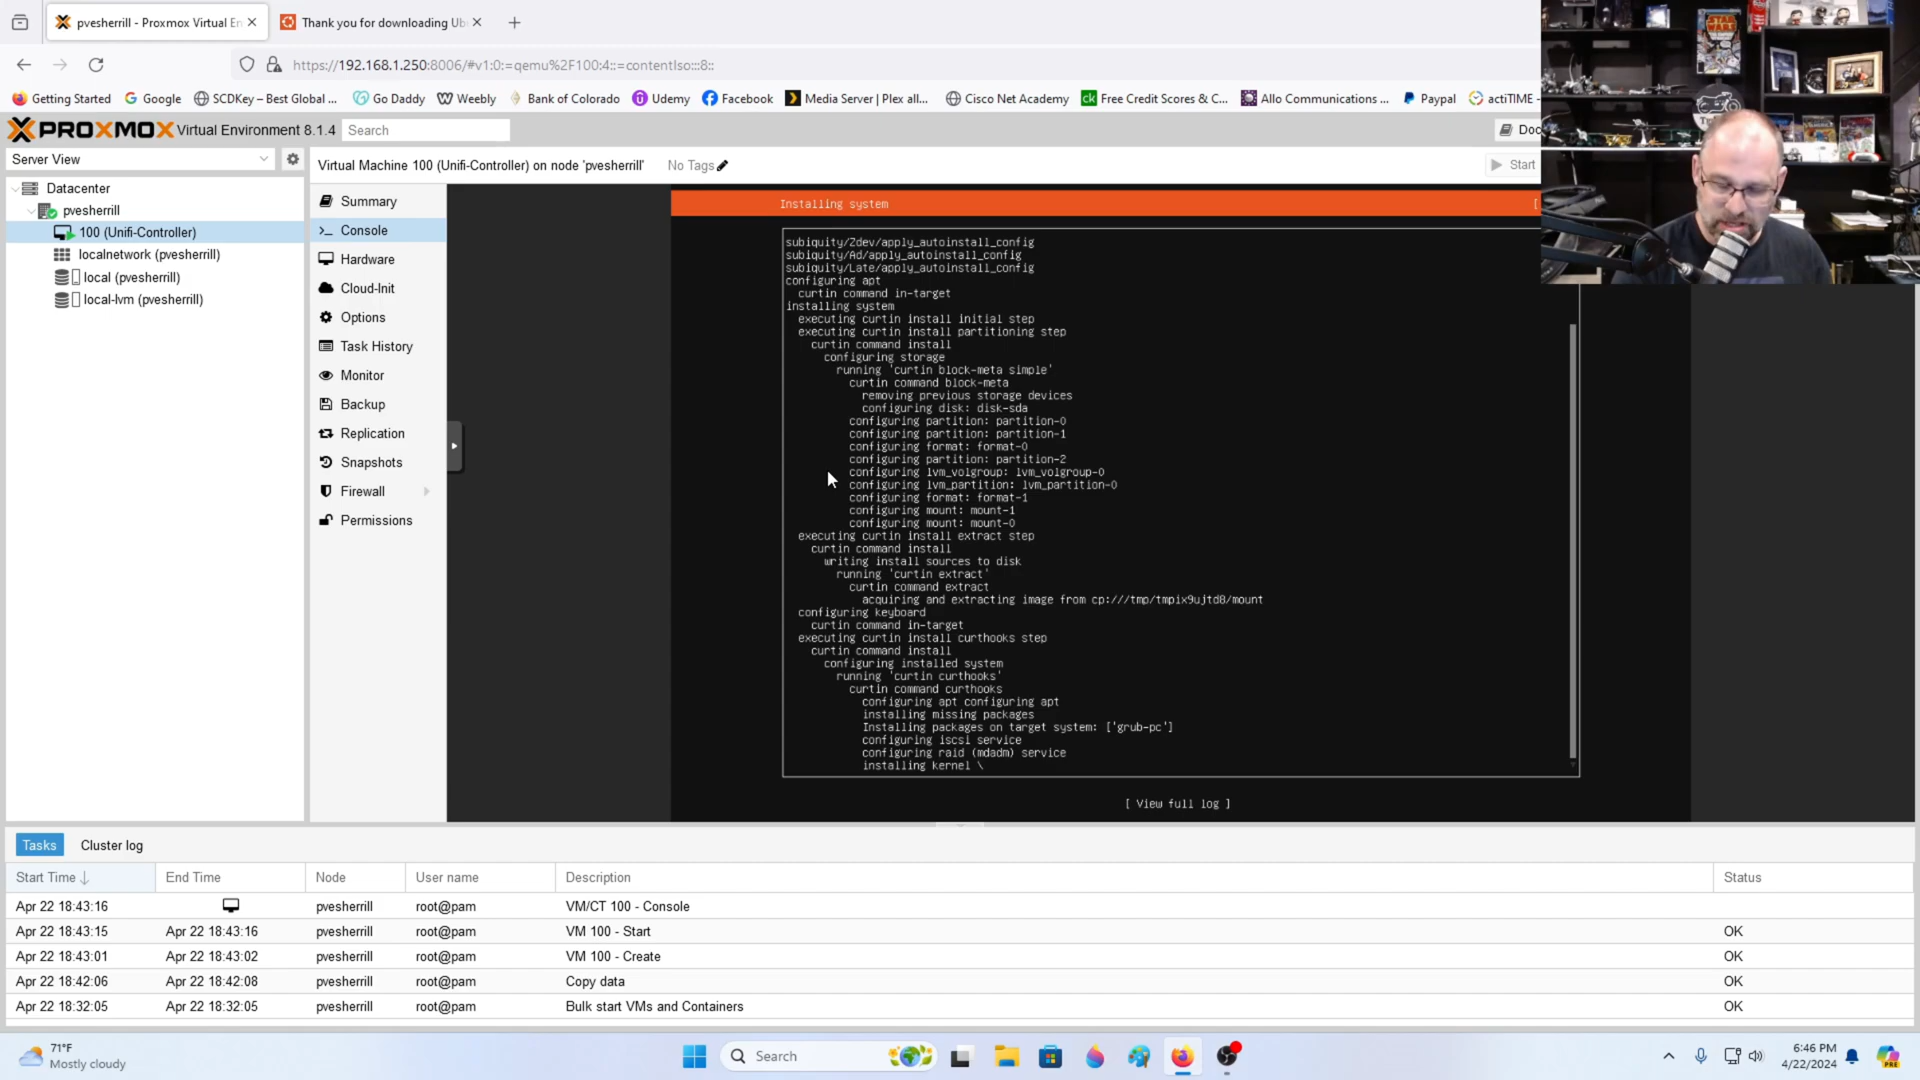 pvesherrill - Proxmox Virtual En
Thank you for downloading Ub
https://192.168.1.250:8006/#v1:0:=qemu%2F100:4::=contentIso:::8::
Getting Started
Google
SCDKey – Best Global ...
Go Daddy
Weebly
Bank of Colorado
Udemy
Facebook
Media Server | Plex all...
Cisco Net Academy
Free Credit Scores & C...
Allo Communications ...
Paypal
actiTIME -
PROXMOX Virtual Environment 8.1.4
Search
Doc
Server View
Virtual Machine 100 (Unifi-Controller) on node 'pvesherrill'
No Tags
Start
Datacenter
pvesherrill
100 (Unifi-Controller)
localnetwork (pvesherrill)
local (pvesherrill)
local-lvm (pvesherrill)
Summary
>_ Console
Hardware
Cloud-Init
Options
Task History
Monitor
Backup
Replication
Snapshots
Firewall
Permissions
Installing system
[
subiquity/Zdev/apply_autoinstall_config
subiquity/Ad/apply_autoinstall_config
subiquity/Late/apply_autoinstall_config
configuring apt
curtin command in-target
installing system
executing curtin install initial step
executing curtin install partitioning step
curtin command install
configuring storage
running 'curtin block-meta simple'
curtin command block-meta
removing previous storage devices
configuring disk: disk-sda
configuring partition: partition-0
configuring partition: partition-1
configuring format: format-0
configuring partition: partition-2
configuring lvm_volgroup: lvm_volgroup-0
configuring lvm_partition: lvm_partition-0
configuring format: format-1
configuring mount: mount-1
configuring mount: mount-0
executing curtin install extract step
curtin command install
writing install sources to disk
running 'curtin extract'
curtin command extract
acquiring and extracting image from cp:///tmp/tmpix9ujtd8/mount
configuring keyboard
curtin command in-target
executing curtin install curthooks step
curtin command install
configuring installed system
running 'curtin curthooks'
curtin command curthooks
configuring apt configuring apt
installing missing packages
Installing packages on target system: ['grub-pc']
configuring iscsi service
configuring raid (mdadm) service
installing kernel \
[ View full log ]
Tasks
Cluster log
Start Time
End Time
Node
User name
Description
Status
Apr 22 18:43:16
pvesherrill
root@pam
VM/CT 100 - Console
Apr 22 18:43:15
Apr 22 18:43:16
pvesherrill
root@pam
VM 100 - Start
OK
Apr 22 18:43:01
Apr 22 18:43:02
pvesherrill
root@pam
VM 100 - Create
OK
Apr 22 18:42:06
Apr 22 18:42:08
pvesherrill
root@pam
Copy data
OK
Apr 22 18:32:05
Apr 22 18:32:05
pvesherrill
root@pam
Bulk start VMs and Containers
OK
71°F
Mostly cloudy
Search
6:46 PM
4/22/2024
PRE
STAR WARS